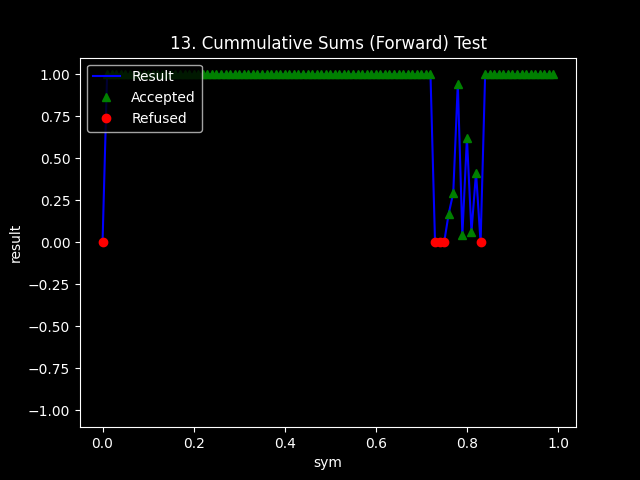 13. Cummulative Sums (Forward) Test
1.00
0.75
0.50
0.25
0.00
−0.25
−0.50
−0.75
−1.00
result
Result
Accepted
Refused
0.0 0.2 0.4 0.6 0.8 1.0
sym